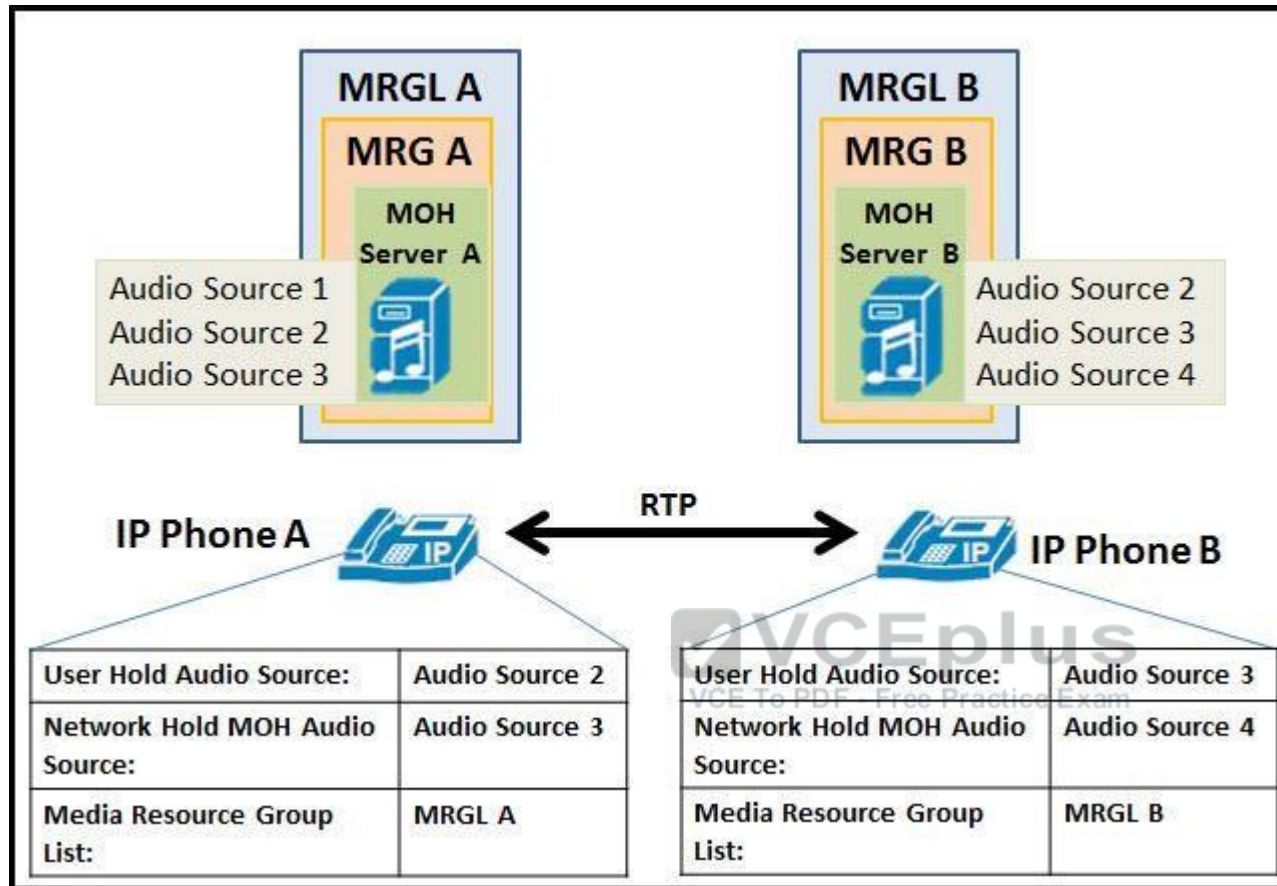 MRGL A
MRG A
MOH
Server A
Audio Source 1
Audio Source 2
Audio Source 3
MRGL B
MRG B
MOH
Server B
Audio Source 2
Audio Source 3
Audio Source 4
IP Phone A
IP
RTP
IP
IP Phone B
VCEplus
VCE To PDF - Free Practice Exam
User Hold Audio Source: Audio Source 2
Network Hold MOH Audio Source: Audio Source 3
Media Resource Group List: MRGL A
User Hold Audio Source: Audio Source 3
Network Hold MOH Audio Source: Audio Source 4
Media Resource Group List: MRGL B